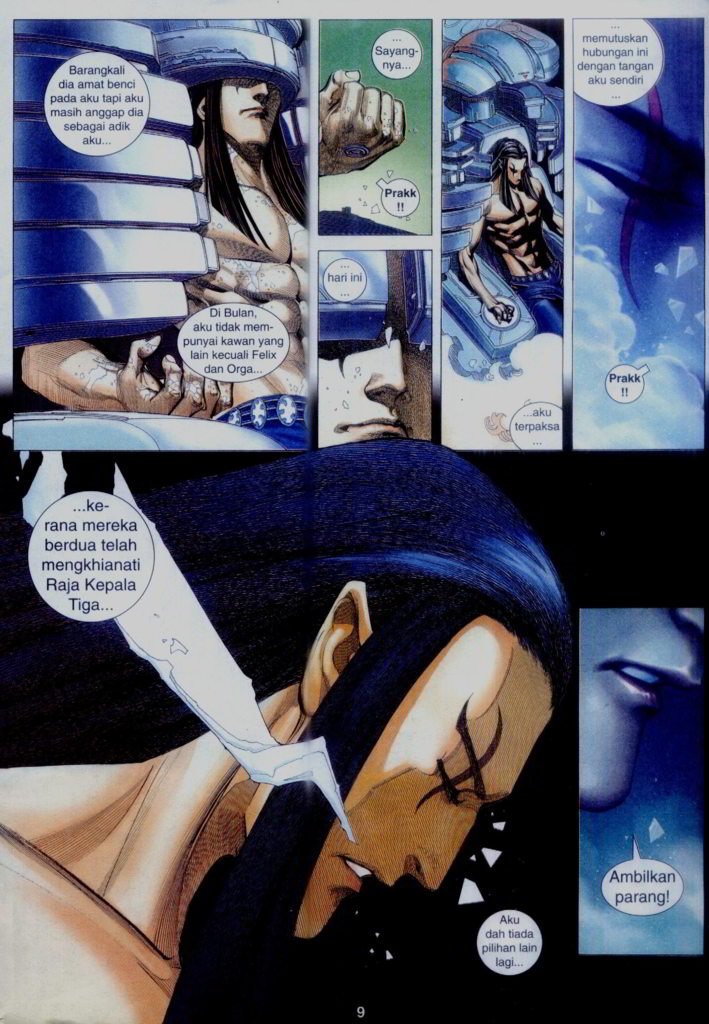 Barangkali
dia amat benci
pada aku tapi aku
masih anggap dia
sebagai adik
aku...
Di Bulan,
aku tidak mem-
punyai kawan yang
lain kecuali Felix
dan Orga...
...
Sayang-
nya...
Prakk
!!
...
hari ini
...
...aku
terpaksa
...
...
memutuskan
hubungan ini
dengan tangan
aku sendiri
...
Prakk
!!
...ke-
rana mereka
berdua telah
mengkhianati
Raja Kepala
Tiga...
Aku
dah tiada
pilihan lain
lagi...
Ambilkan
parang!
9